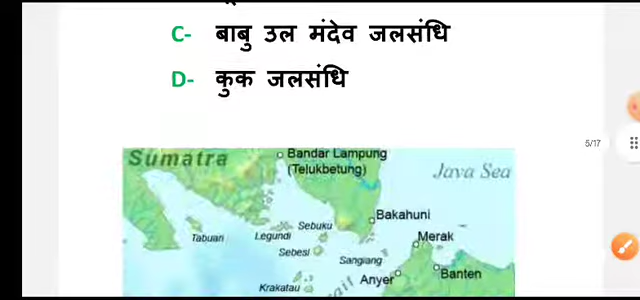 C- बाबु उल मंदेव जलसंधि
D- कुक जलसंधि
Sumatra
Bandar Lampung
(Telukbetung)
Java Sea
5/17
Bakahuni
Tabuan
Legundi
Sebuku
Merak
Sebesi
Sangiang
Anyer
Banten
Krakatau